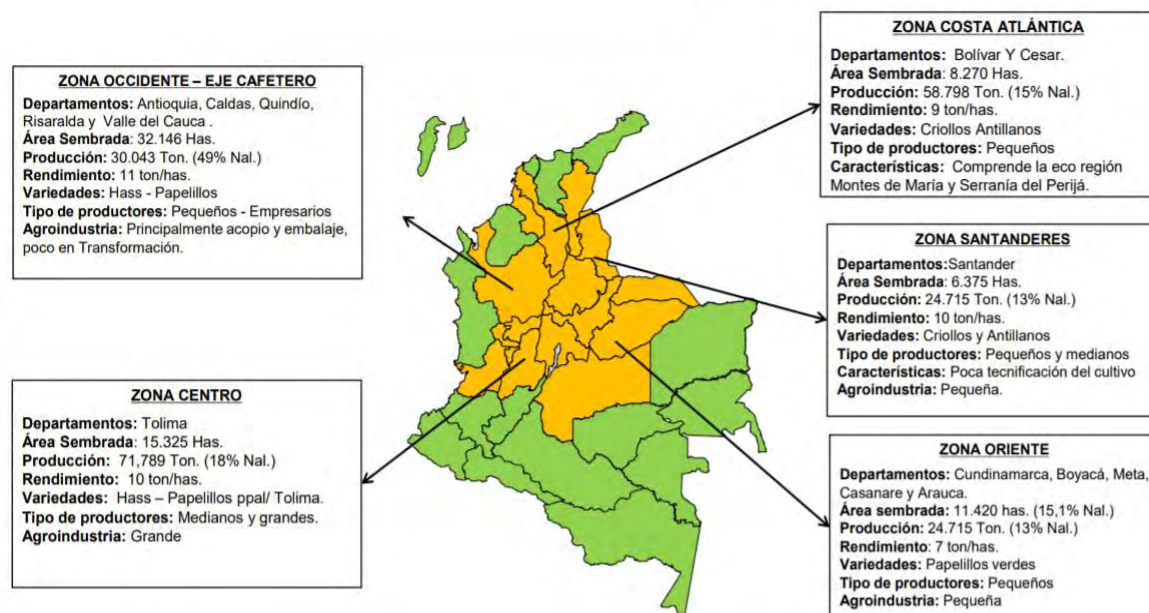 ZONA OCCIDENTE – EJE CAFETERO
Departamentos: Antioquia, Caldas, Quindío,
Risaralda y Valle del Cauca .
Área Sembrada: 32.146 Has.
Producción: 30.043 Ton. (49% Nal.)
Rendimiento: 11 ton/has.
Variedades: Hass - Papelillos
Tipo de productores: Pequeños - Empresarios
Agroindustria: Principalmente acopio y embalaje,
poco en Transformación.
ZONA CENTRO
Departamentos: Tolima
Área Sembrada: 15.325 Has.
Producción: 71,789 Ton. (18% Nal.)
Rendimiento: 10 ton/has.
Variedades: Hass – Papelillos ppal/ Tolima.
Tipo de productores: Medianos y grandes.
Agroindustria: Grande
ZONA COSTA ATLÁNTICA
Departamentos: Bolívar Y Cesar.
Área Sembrada: 8.270 Has.
Producción: 58.798 Ton. (15% Nal.)
Rendimiento: 9 ton/has.
Variedades: Criollos Antillanos
Tipo de productores: Pequeños
Características: Comprende la eco región
Montes de María y Serranía del Perijá.
ZONA SANTANDERES
Departamentos:Santander
Área Sembrada: 6.375 Has.
Producción: 24.715 Ton. (13% Nal.)
Rendimiento: 10 ton/has.
Variedades: Criollos y Antillanos
Tipo de productores: Pequeños y medianos
Características: Poca tecnificación del cultivo
Agroindustria: Pequeña.
ZONA ORIENTE
Departamentos: Cundinamarca, Boyacá, Meta,
Casanare y Arauca.
Área sembrada: 11.420 has. (15,1% Nal.)
Producción: 24.715 Ton. (13% Nal.)
Rendimiento: 7 ton/has.
Variedades: Papelillos verdes
Tipo de productores: Pequeños
Agroindustria: Pequeña